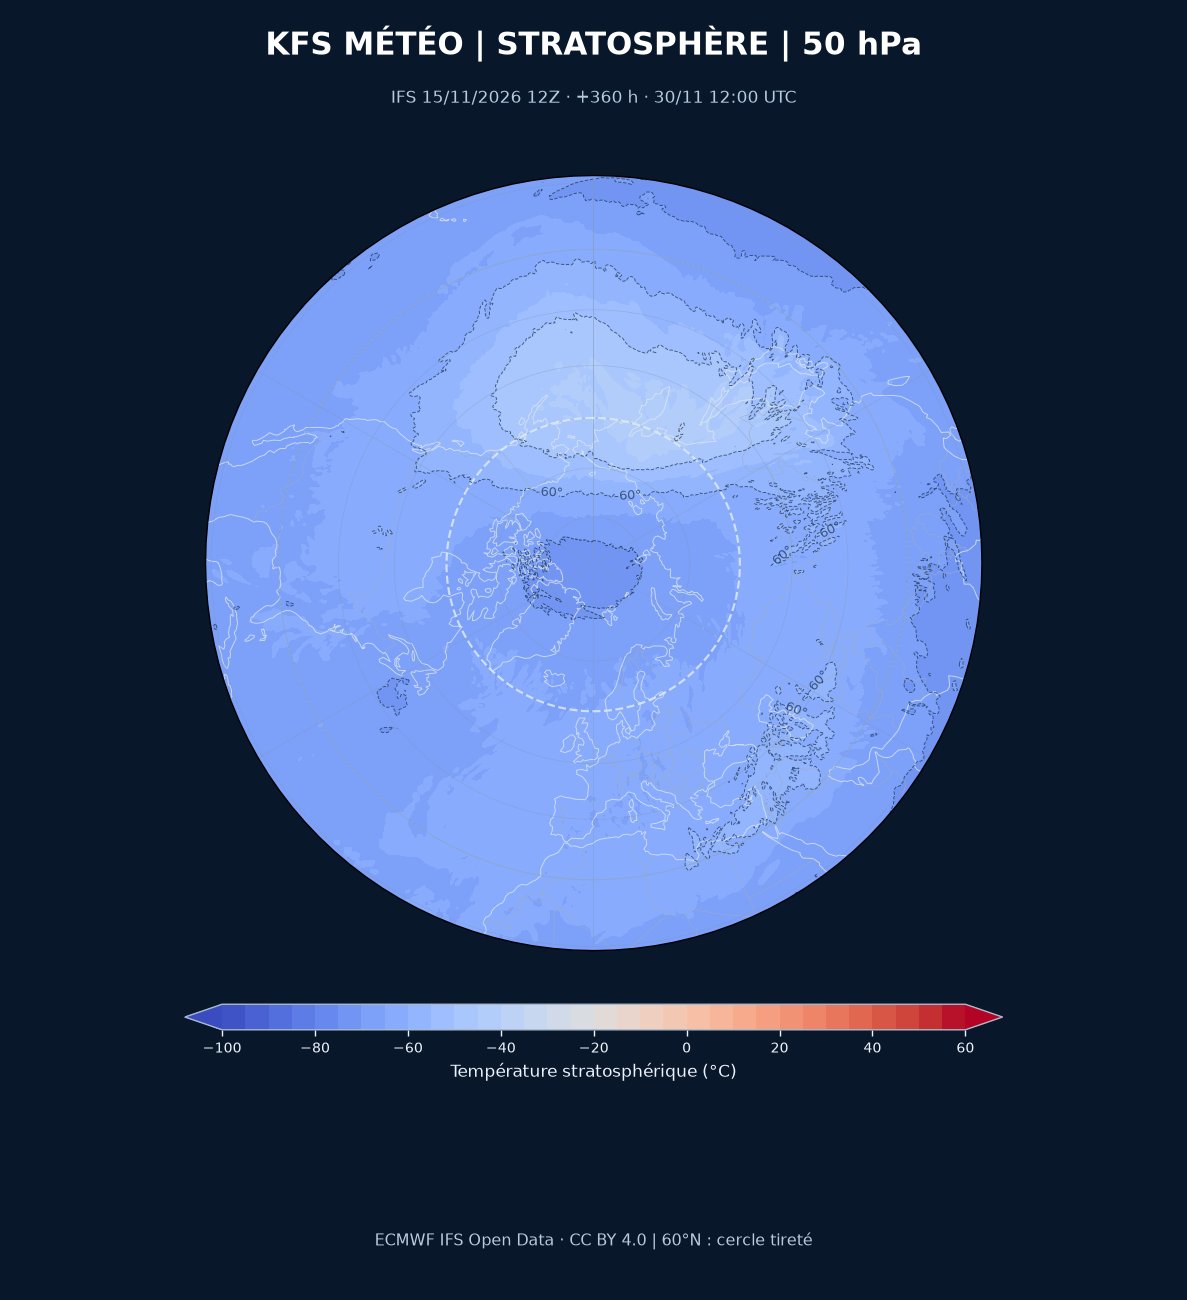 KFS MÉTÉO | STRATOSPHÈRE | 50 hPa
IFS 15/11/2026 12Z · +360 h · 30/11 12:00 UTC
-60°
-60°
-60°
-60
-60°
-60°
−100 −80 −60 −40 −20 0 20 40 60
Température stratosphérique (°C)
ECMWF IFS Open Data · CC BY 4.0 | 60°N : cercle tireté